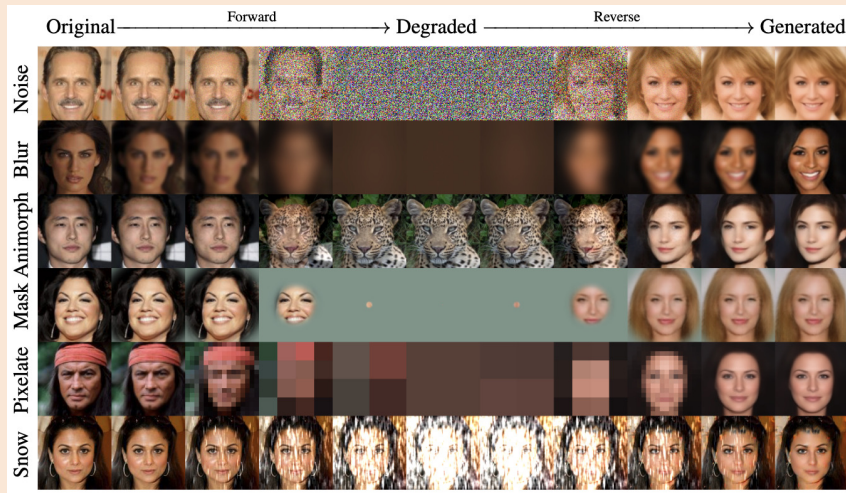 Original Forward Degraded Reverse Generated
Noise
Blur
Animorph
Mask
Pixelate
Snow